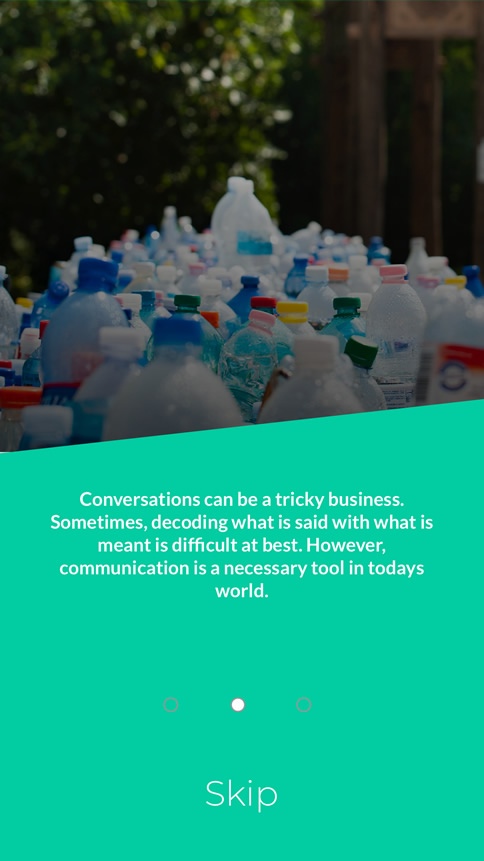 Conversations can be a tricky business.
Sometimes, decoding what is said with what is
meant is difficult at best. However,
communication is a necessary tool in todays
world.
Skip